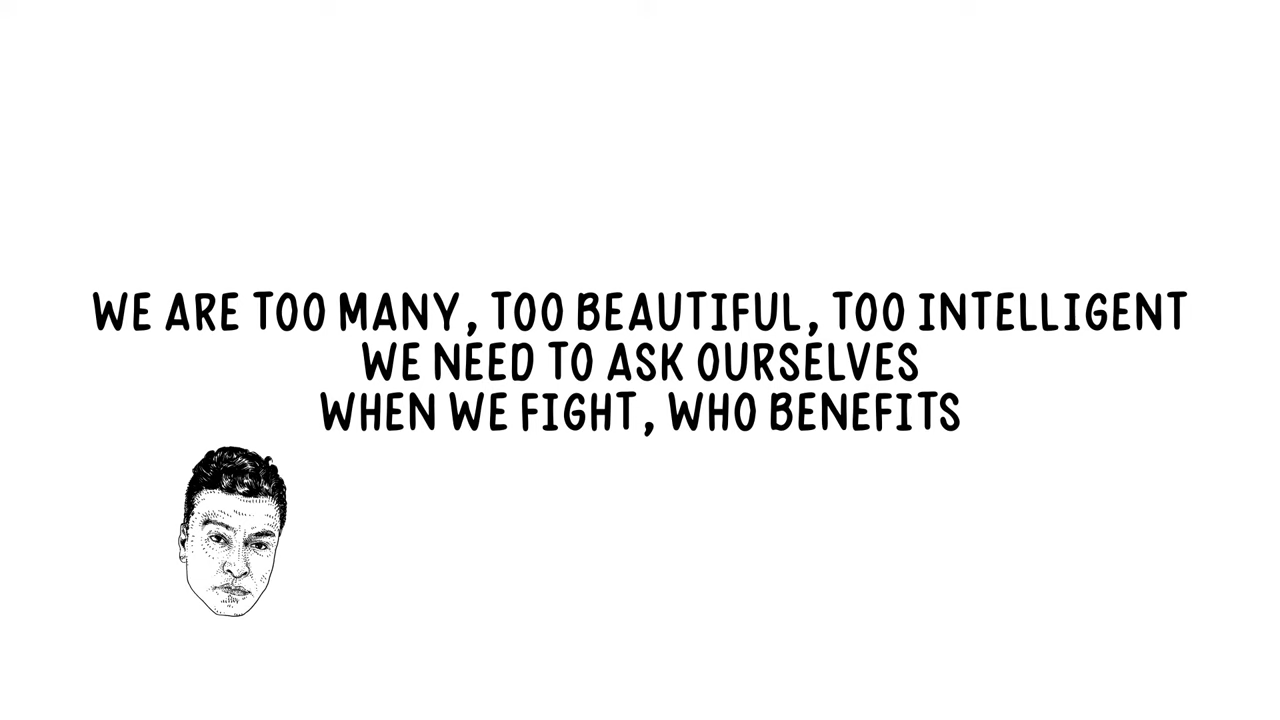 WE ARE TOO MANY, TOO BEAUTIFUL, TOO INTELLIGENT
WE NEED TO ASK OURSELVES
WHEN WE FIGHT, WHO BENEFITS